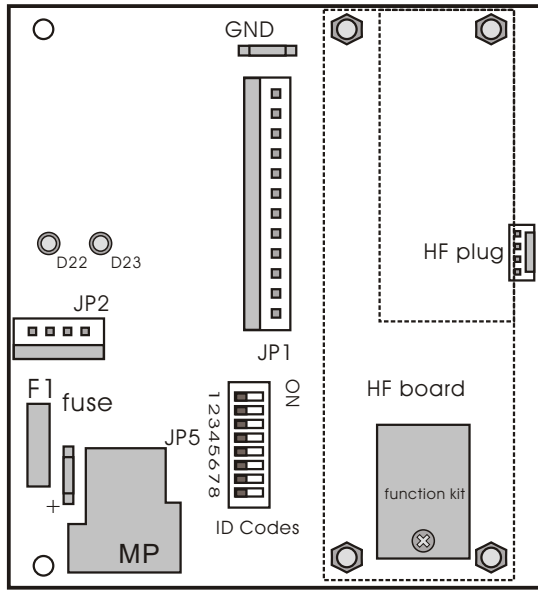 GND
D22
D23
HF plug
JP2
JP1
F1
fuse
HF board
ON
12345678
JP5
function kit
+
ID Codes
MP